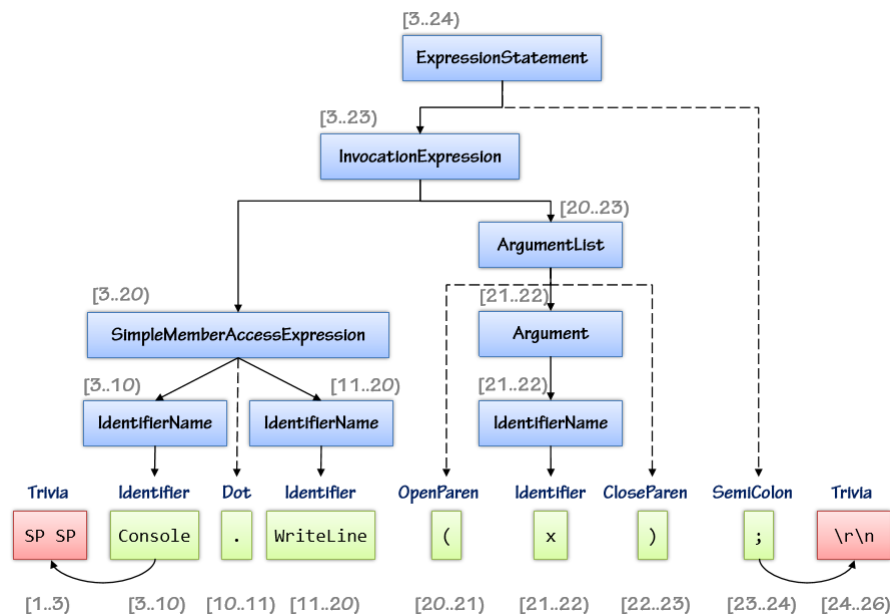 [3..24)
ExpressionStatement
[3..23)
InvocationExpression
[20..23)
ArgumentList
[3..20)
[21..22)
SimpleMemberAccessExpression
Argument
[3..10)
[11..20)
[21..22)
IdentifierName
IdentifierName
IdentifierName
Trivia Identifier Dot Identifier OpenParen Identifier CloseParen SemiColon Trivia
SP SP Console . WriteLine ( x ) ; \r\n
[1..3) [3..10) [10..11) [11..20) [20..21) [21..22) [22..23) [23..24) [24..26)